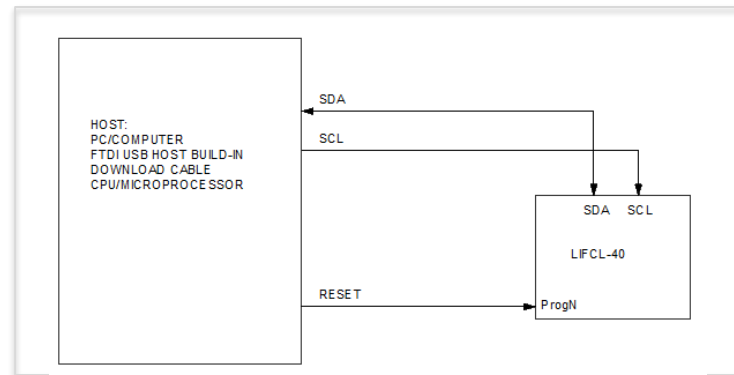 HOST:
PC/COMPUTER
FTDI USB HOST BUILD-IN
DOWNLOAD CABLE
CPU/MICROPROCESSOR
SDA
SCL
RESET
SDA SCL
LIFCL-40
ProgN